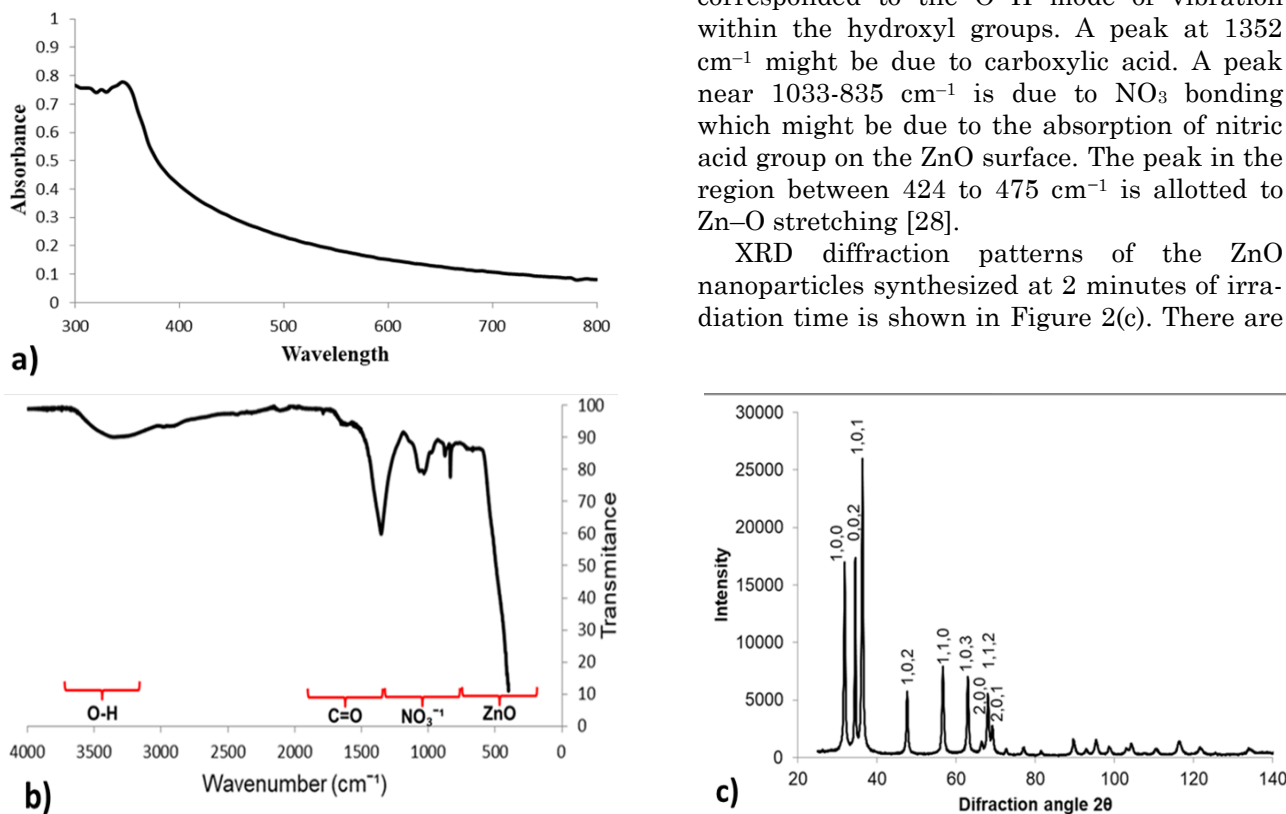 1
0.9
0.8
0.7
0.6
0.5
0.4
0.3
0.2
0.1
0
Absorbance
300 400 500 600 700 800
Wavelength
a)
within the hydroxyl groups. A peak at 1352
cm⁻¹ might be due to carboxylic acid. A peak
near 1033-835 cm⁻¹ is due to NO₃ bonding
which might be due to the absorption of nitric
acid group on the ZnO surface. The peak in the
region between 424 to 475 cm⁻¹ is allotted to
Zn–O stretching [28].
XRD diffraction patterns of the ZnO
nanoparticles synthesized at 2 minutes of irra-
diation time is shown in Figure 2(c). There are
100
90
80
70
60
50
40
30
20
10
0
Transmitance
O-H C=O NO₃⁻¹ ZnO
4000 3500 3000 2500 2000 1500 1000 500 0
Wavenumber (cm⁻¹)
b)
30000
25000
20000
15000
10000
5000
0
Intensity
1,0,0
0,0,2
1,0,1
1,0,2
1,1,0
1,0,3
2,0,0
1,1,2
2,0,1
20 40 60 80 100 120 140
Difraction angle 2θ
c)